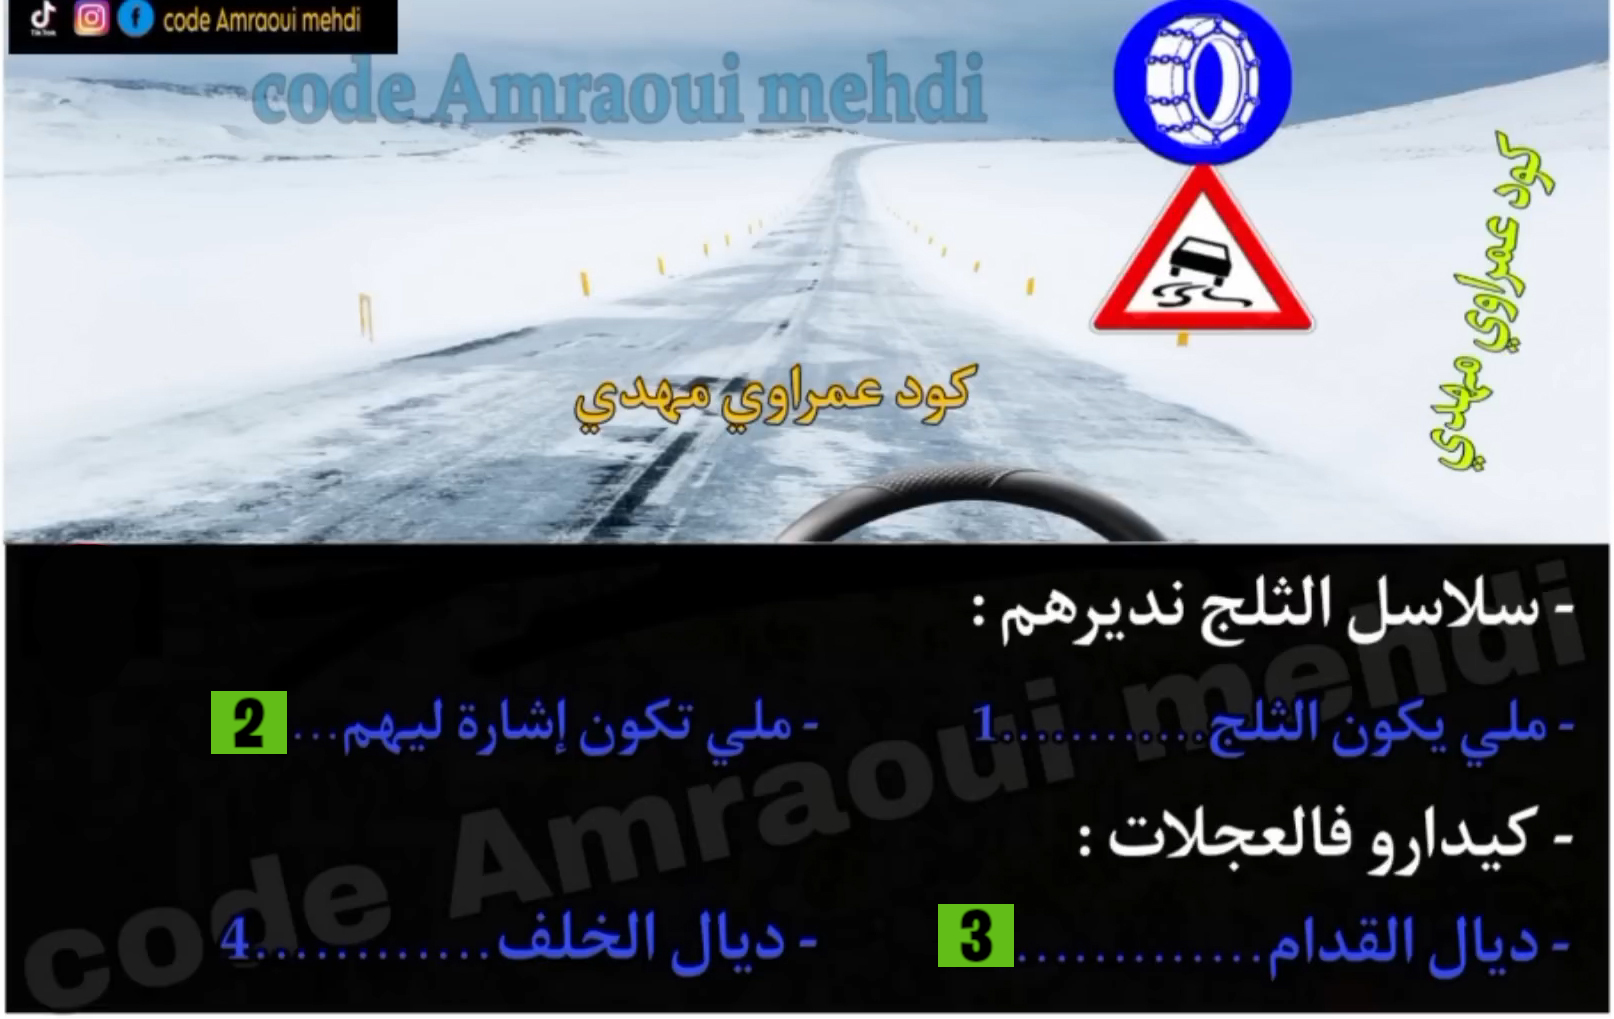 code Amraoui mehdi
code Amraoui mehdi
كود عمراوي مهدي
كود عمراوي مهدي
- سلاسل الثلج نديرهم :
- ملي يكون الثلج............1
- ملي تكون إشارة ليهم... 2
- كيدارو فالعجلات :
- ديال القدام............. 3
- ديال الخلف............4
code Amraoui mehdi